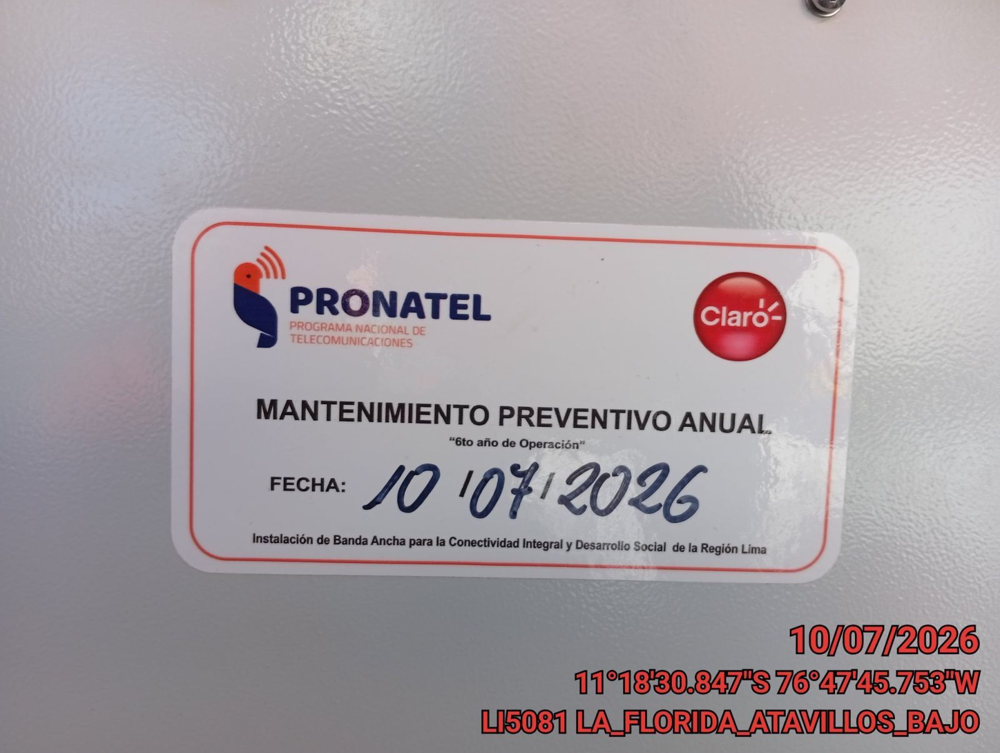 PRONATEL
PROGRAMA NACIONAL DE
TELECOMUNICACIONES
Claro
MANTENIMIENTO PREVENTIVO ANUAL
“6to año de Operación”
FECHA: 10/07/2026
Instalación de Banda Ancha para la Conectividad Integral y Desarrollo Social de la Región Lima
10/07/2026
11°18'30.847"S 76°47'45.753"W
LI5081 LA_FLORIDA_ATAVILLOS_BAJO